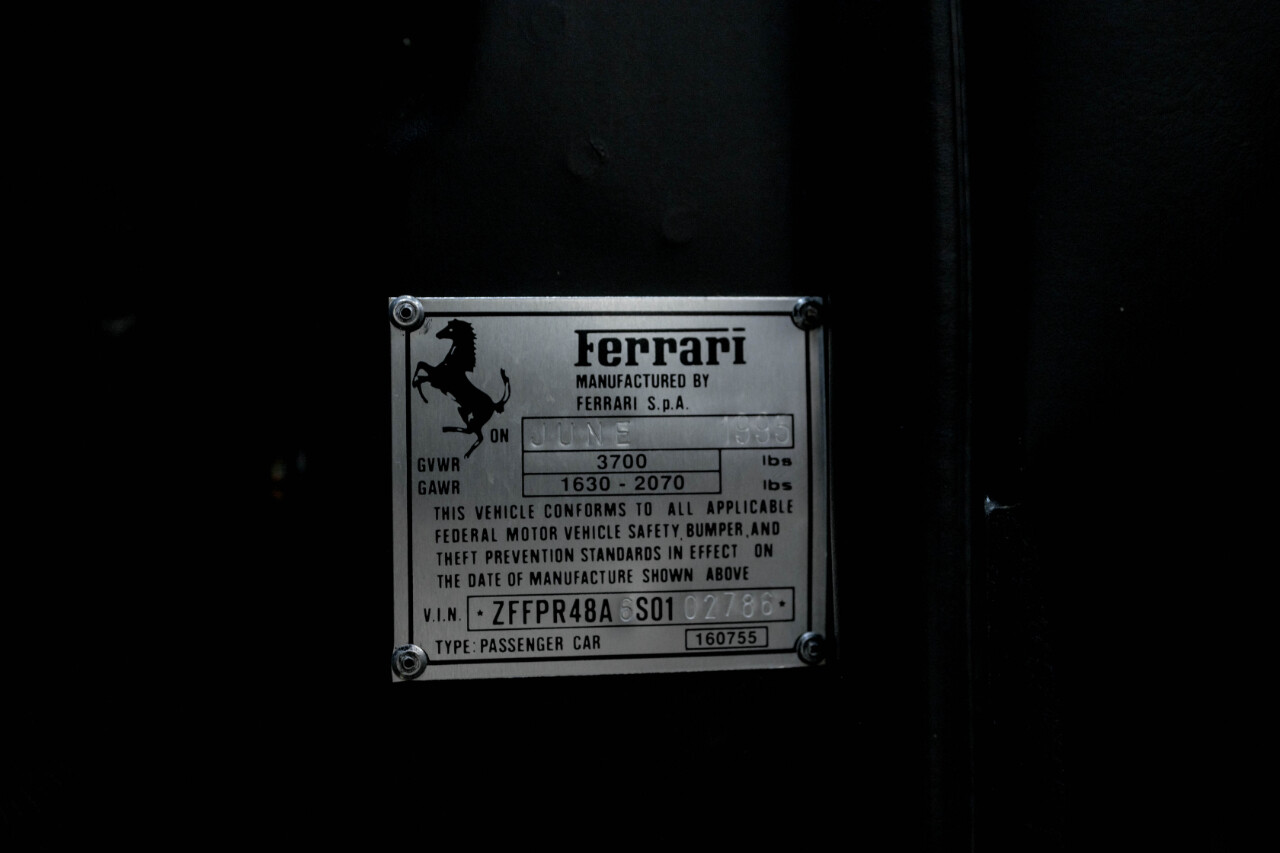 Ferrari
MANUFACTURED BY
FERRARI S.p.A.
ON JUNE 1995
GVWR 3700 lbs
GAWR 1630 - 2070 lbs
THIS VEHICLE CONFORMS TO ALL APPLICABLE
FEDERAL MOTOR VEHICLE SAFETY, BUMPER, AND
THEFT PREVENTION STANDARDS IN EFFECT ON
THE DATE OF MANUFACTURE SHOWN ABOVE
V.I.N. * ZFFPR48A6S0102786 *
TYPE: PASSENGER CAR 160755